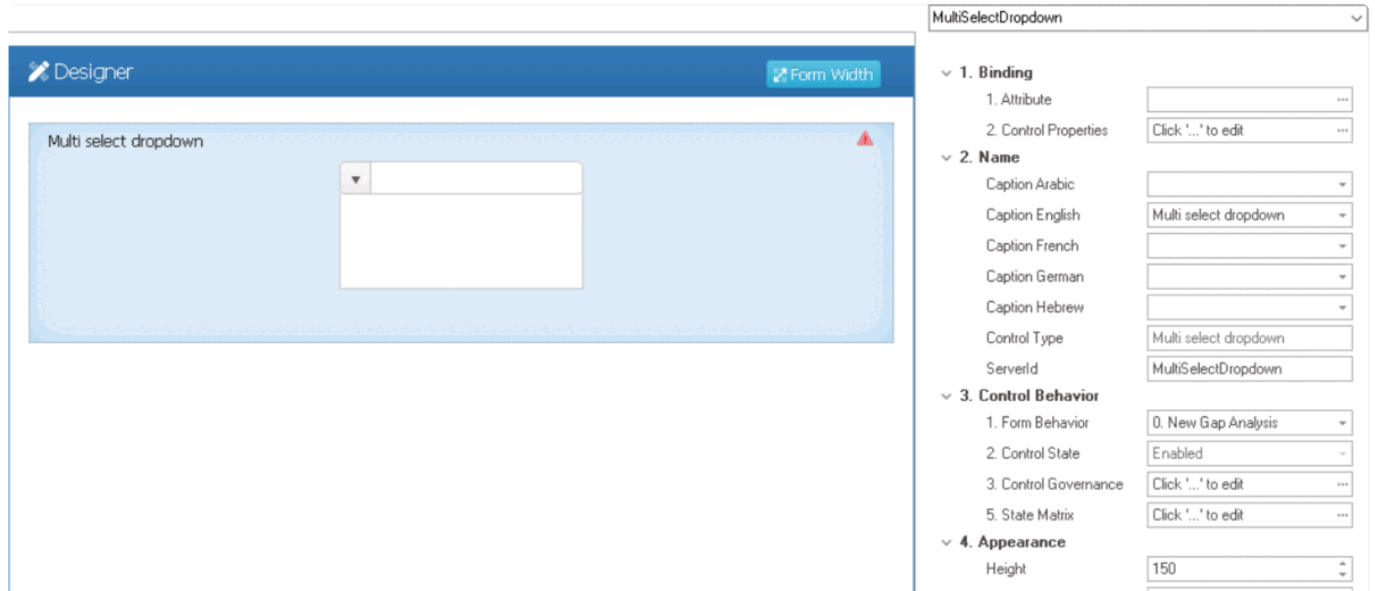 MultiSelectDropdown
Designer
Form Width
Multi select dropdown
1. Binding
1. Attribute ...
2. Control Properties Click '...' to edit ...
2. Name
Caption Arabic
Caption English Multi select dropdown
Caption French
Caption German
Caption Hebrew
Control Type Multi select dropdown
ServerId MultiSelectDropdown
3. Control Behavior
1. Form Behavior 0. New Gap Analysis
2. Control State Enabled
3. Control Governance Click '...' to edit ...
5. State Matrix Click '...' to edit ...
4. Appearance
Height 150